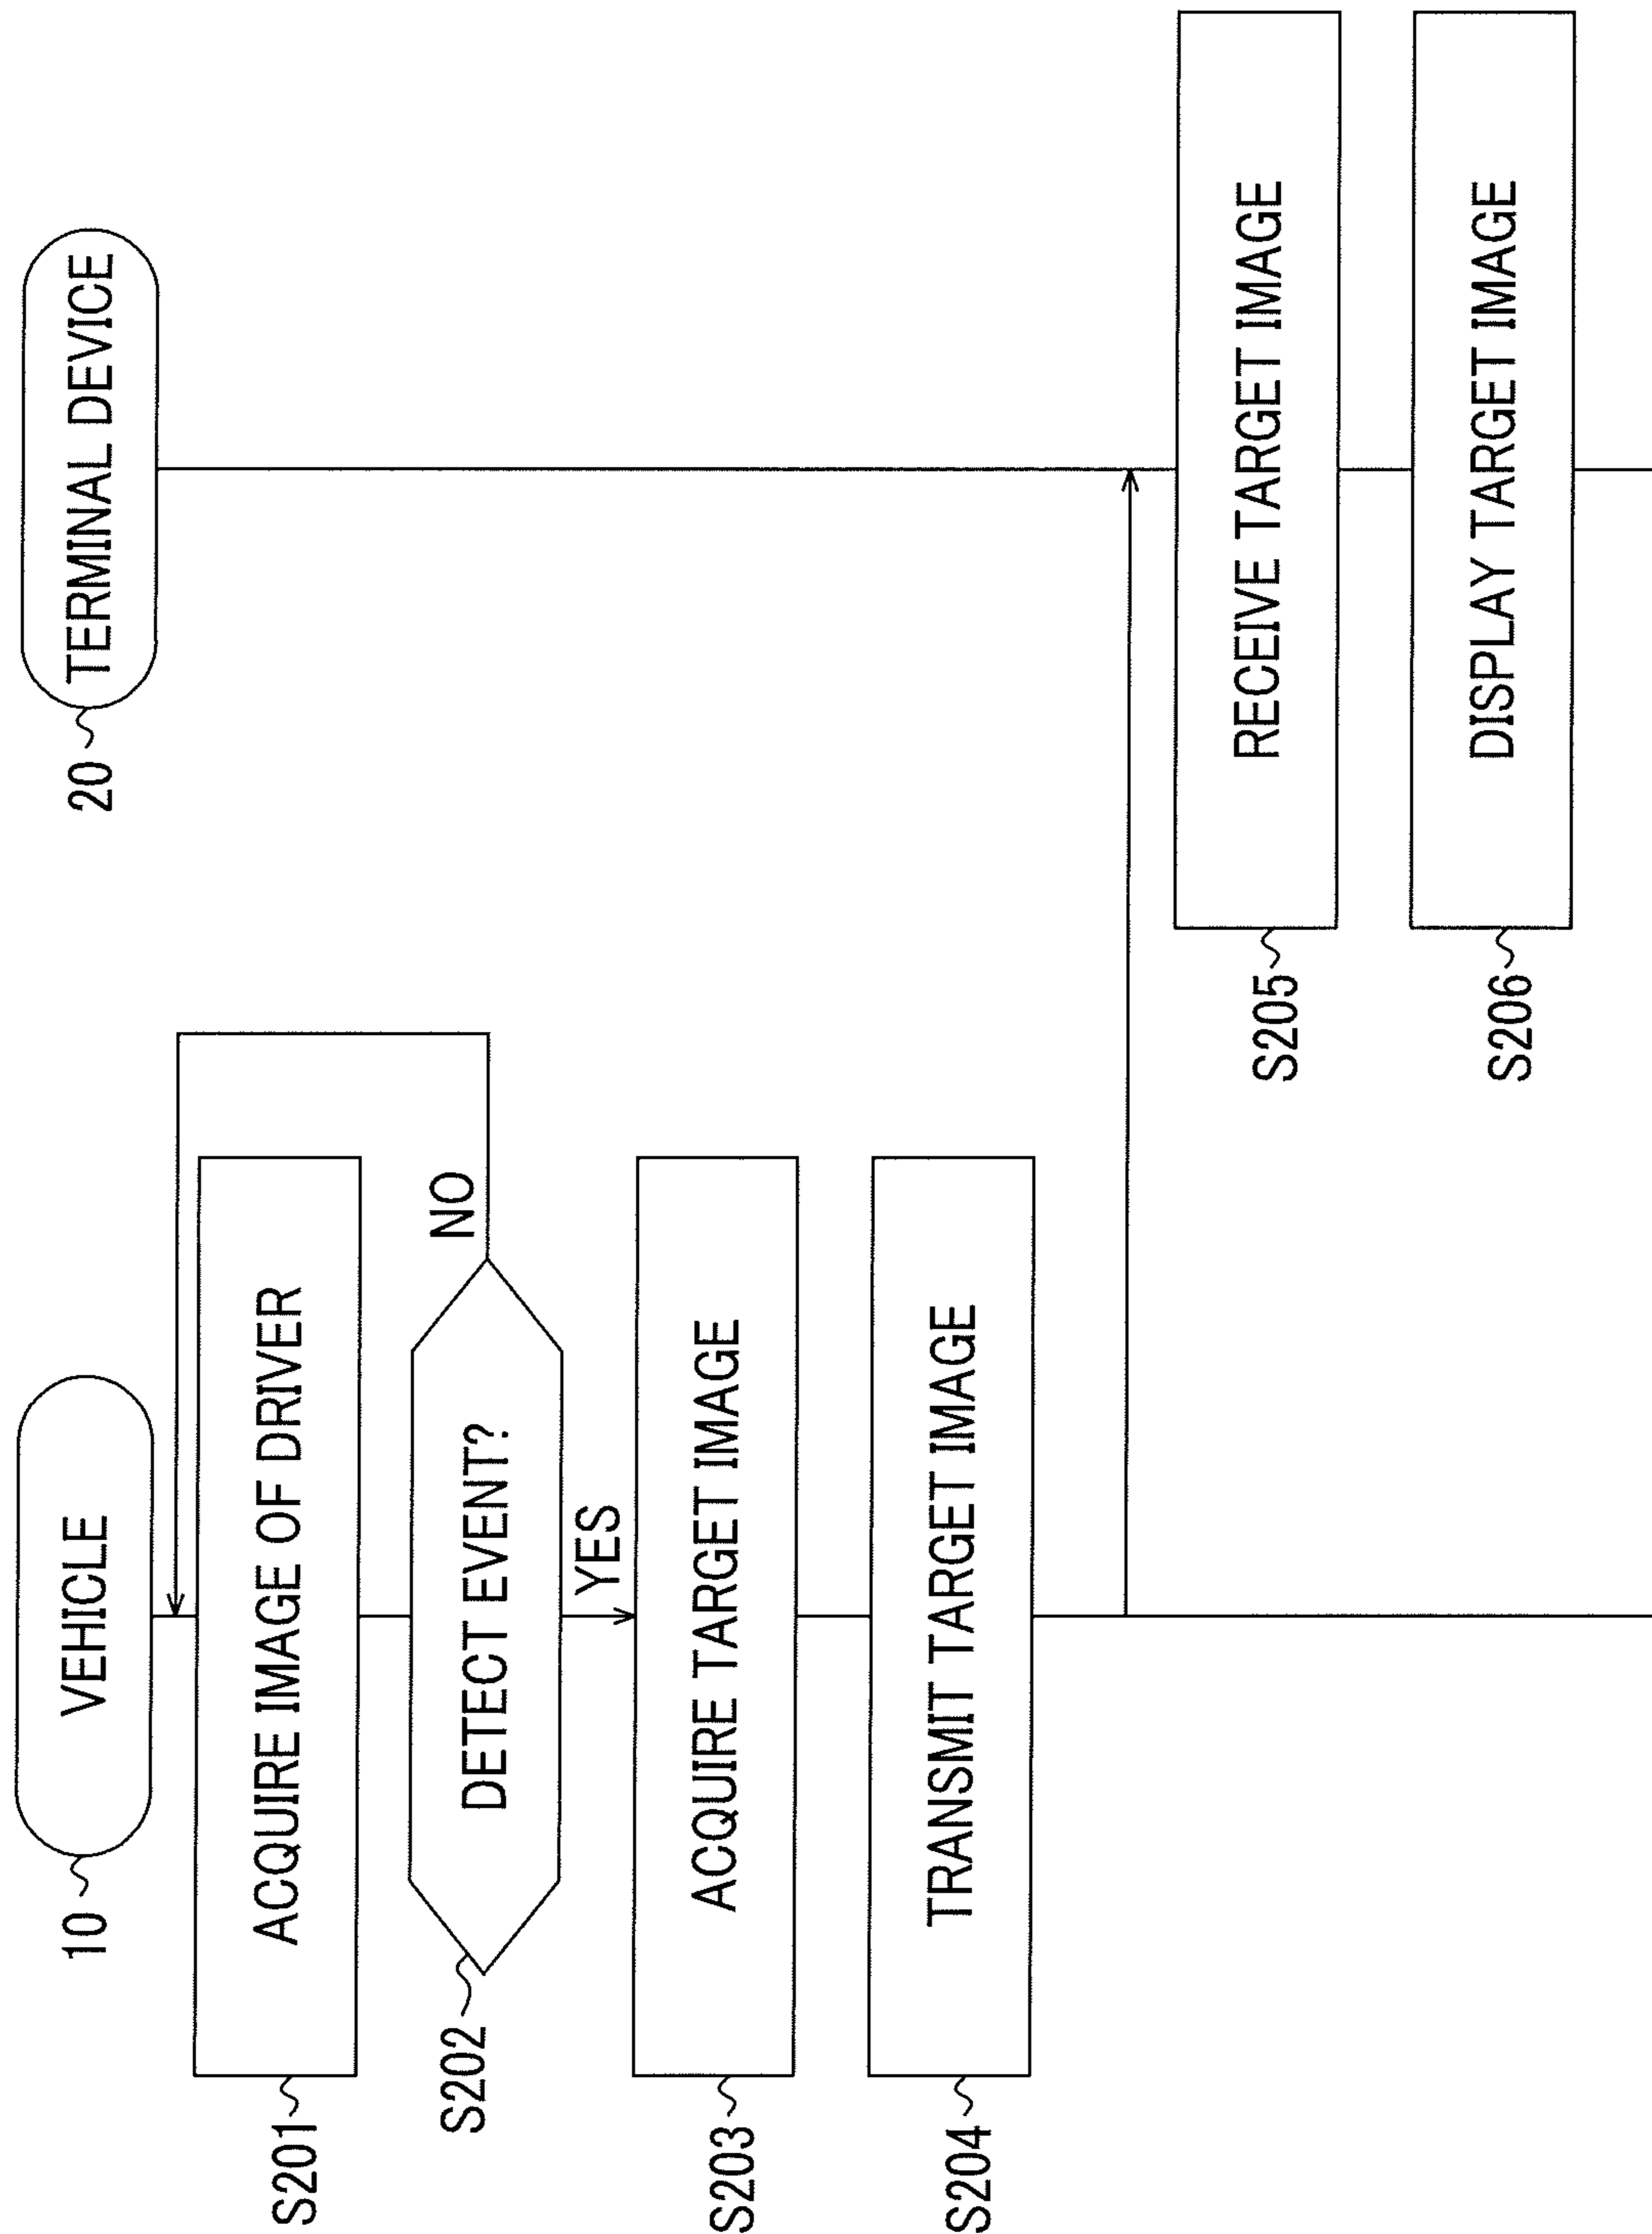 10
VEHICLE
S201
ACQUIRE IMAGE OF DRIVER
S202
DETECT EVENT?
NO
YES
S203
ACQUIRE TARGET IMAGE
S204
TRANSMIT TARGET IMAGE
20
TERMINAL DEVICE
S205
RECEIVE TARGET IMAGE
S206
DISPLAY TARGET IMAGE